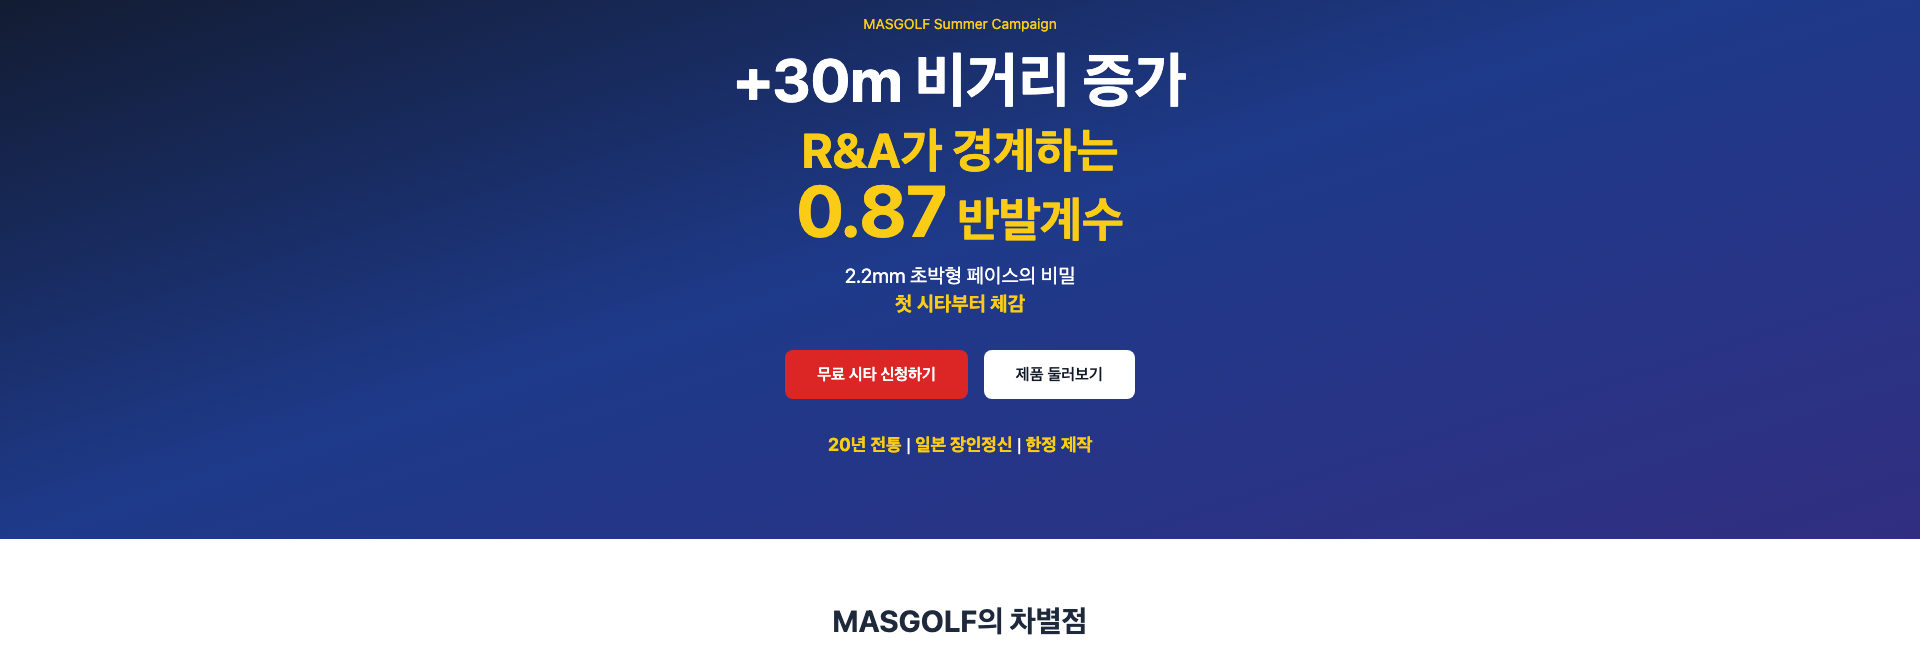 MASGOLF Summer Campaign
+30m 비거리 증가
R&A가 경계하는
0.87 반발계수
2.2mm 초박형 페이스의 비밀
첫 시타부터 체감
무료 시타 신청하기
제품 둘러보기
20년 전통 | 일본 장인정신 | 한정 제작
MASGOLF의 차별점